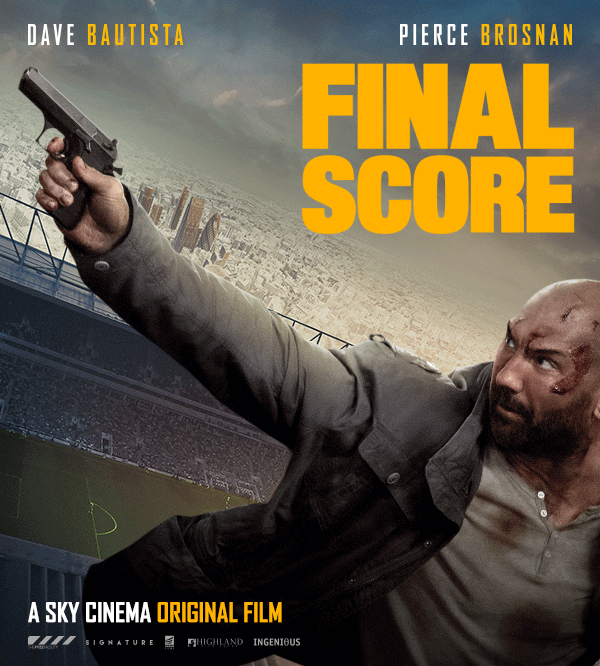 DAVE BAUTISTA PIERCE BROSNAN
FINAL
SCORE
A SKY CINEMA ORIGINAL FILM
SIGNATURE HIGHLAND INGENIOUS